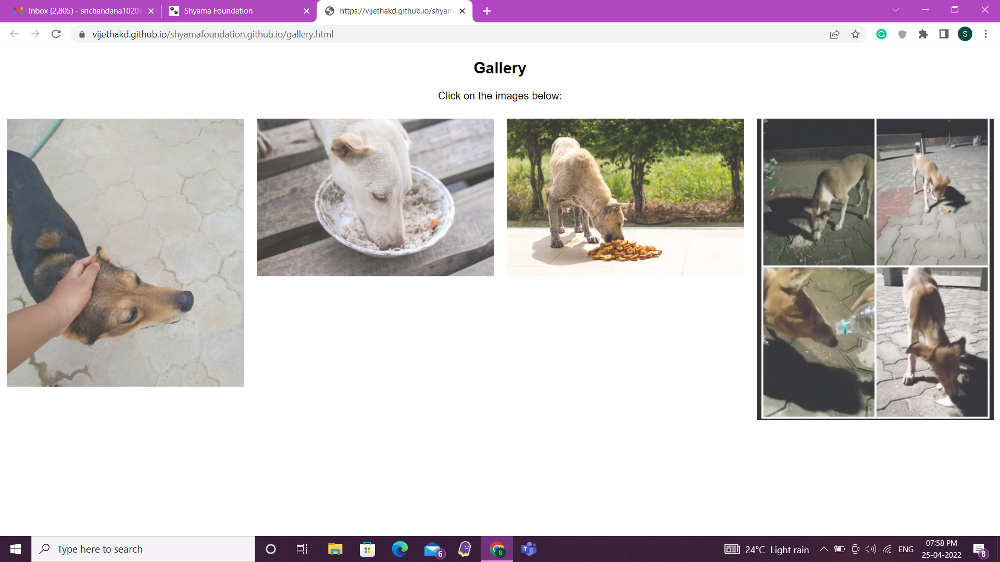 Inbox (2,805) - srichandana1020
Shyama Foundation
https://vijethakd.github.io/shyam
vijethakd.github.io/shyamafoundation.github.io/gallery.html
S
Gallery
Click on the images below:
Type here to search
6
S
24°C Light rain
ENG
07:58 PM
25-04-2022
8